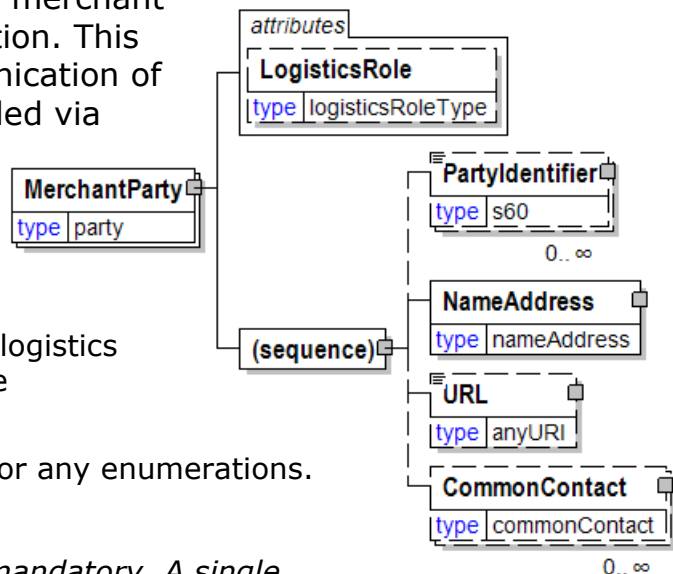 merchant
tion. This
nication of
led via
logistics
e
or any enumerations.
mandatory. A single
attributes
LogisticsRole
type logisticsRoleType
MerchantParty
type party
(sequence)
PartyIdentifier
type s60
0.. ∞
NameAddress
type nameAddress
URL
type anyURI
CommonContact
type commonContact
0.. ∞